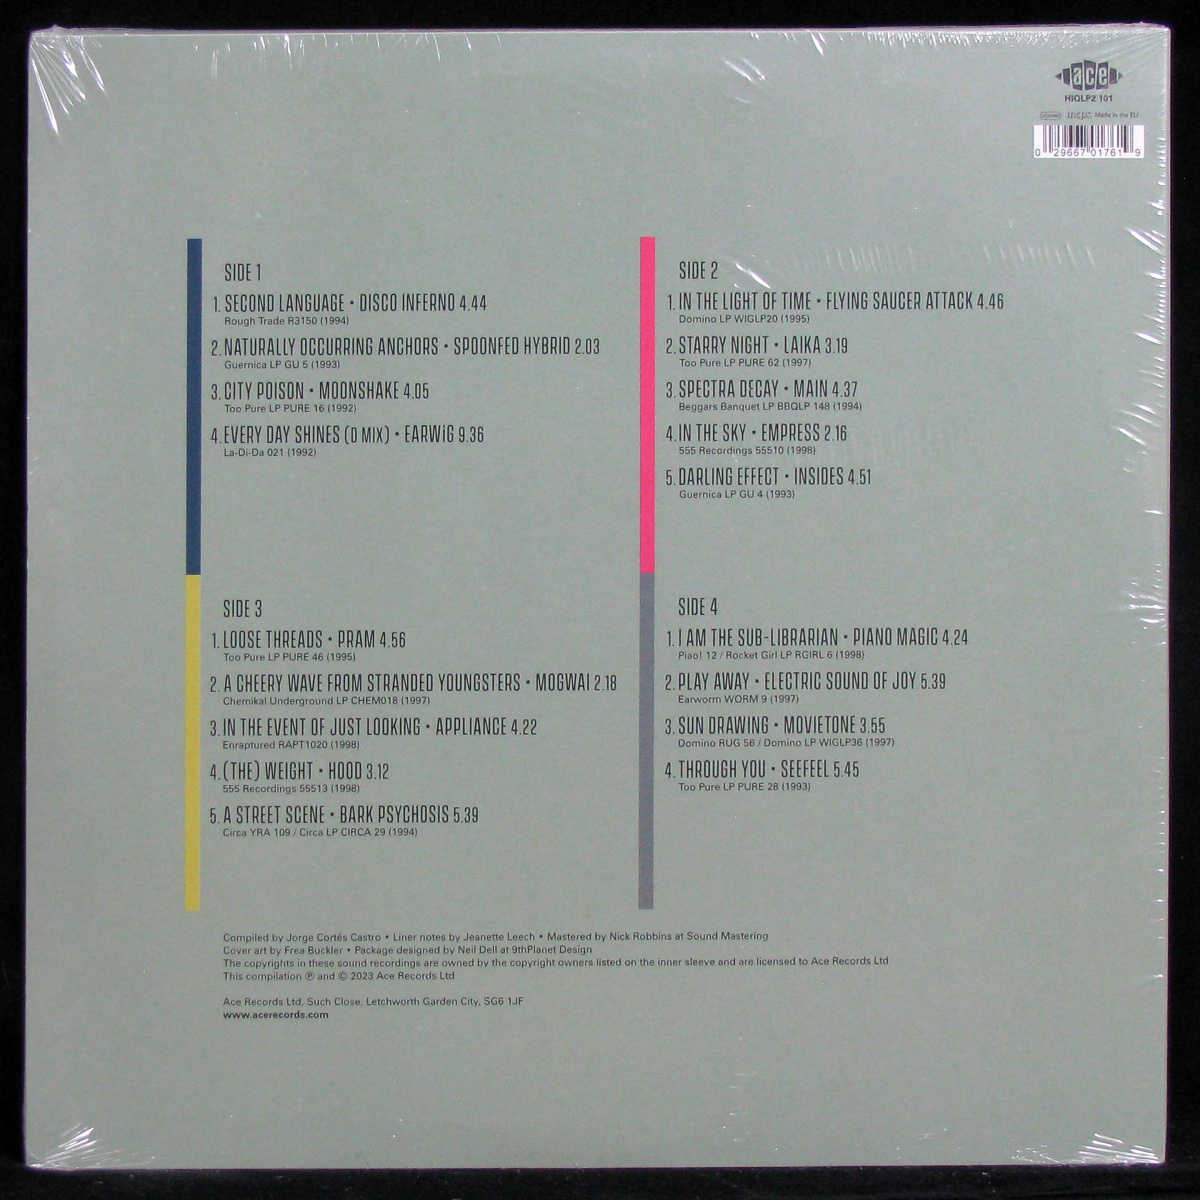 ace
HIQLP2 101
mcps Made in the EU
0 29667 01761 9
SIDE 1
1. SECOND LANGUAGE • DISCO INFERNO 4.44
Rough Trade R3150 (1994)
2. NATURALLY OCCURRING ANCHORS • SPOONFED HYBRID 2.03
Guernica LP GU 5 (1993)
3. CITY POISON • MOONSHAKE 4.05
Too Pure LP PURE 16 (1992)
4. EVERY DAY SHINES (D MIX) • EARWiG 9.36
La-Di-Da 021 (1992)
SIDE 2
1. IN THE LIGHT OF TIME • FLYING SAUCER ATTACK 4.46
Domino LP WIGLP20 (1995)
2. STARRY NIGHT • LAIKA 3.19
Too Pure LP PURE 62 (1997)
3. SPECTRA DECAY • MAIN 4.37
Beggars Banquet LP BBQLP 148 (1994)
4. IN THE SKY • EMPRESS 2.16
555 Recordings 55510 (1998)
5. DARLING EFFECT • INSIDES 4.51
Guernica LP GU 4 (1993)
SIDE 3
1. LOOSE THREADS • PRAM 4.56
Too Pure LP PURE 46 (1995)
2. A CHEERY WAVE FROM STRANDED YOUNGSTERS • MOGWAI 2.18
Chemikal Underground LP CHEM018 (1997)
3. IN THE EVENT OF JUST LOOKING • APPLIANCE 4.22
Enraptured RAPT1020 (1998)
4. (THE) WEIGHT • HOOD 3.12
555 Recordings 55513 (1998)
5. A STREET SCENE • BARK PSYCHOSIS 5.39
Circa YRA 109 / Circa LP CIRCA 29 (1994)
SIDE 4
1. I AM THE SUB-LIBRARIAN • PIANO MAGIC 4.24
Piao! 12 / Rocket Girl LP RGIRL 6 (1998)
2. PLAY AWAY • ELECTRIC SOUND OF JOY 5.39
Earworm WORM 9 (1997)
3. SUN DRAWING • MOVIETONE 3.55
Domino RUG 56 / Domino LP WIGLP36 (1997)
4. THROUGH YOU • SEEFEEL 5.45
Too Pure LP PURE 28 (1993)
Compiled by Jorge Cortés Castro • Liner notes by Jeanette Leech • Mastered by Nick Robbins at Sound Mastering
Cover art by Frea Buckler • Package designed by Neil Dell at 9thPlanet Design
The copyrights in these sound recordings are owned by the copyright owners listed on the inner sleeve and are licensed to Ace Records Ltd
This compilation ℗ and © 2023 Ace Records Ltd
Ace Records Ltd, Such Close, Letchworth Garden City, SG6 1JF
www.acerecords.com